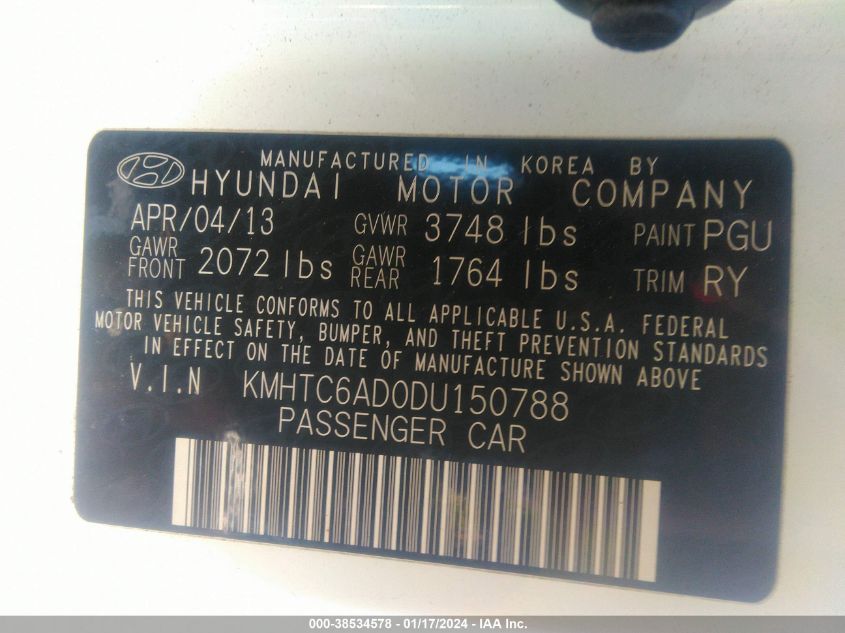 MANUFACTURED IN KOREA BY
HYUNDAI MOTOR COMPANY
APR/04/13 GVWR 3748 lbs PAINT PGU
GAWR FRONT 2072 lbs GAWR REAR 1764 lbs TRIM RY
THIS VEHICLE CONFORMS TO ALL APPLICABLE U.S.A. FEDERAL
MOTOR VEHICLE SAFETY, BUMPER, AND THEFT PREVENTION STANDARDS
IN EFFECT ON THE DATE OF MANUFACTURE SHOWN ABOVE
V.I.N KMHTC6AD0DU150788
PASSENGER CAR
000-38534578 - 01/17/2024 - IAA Inc.